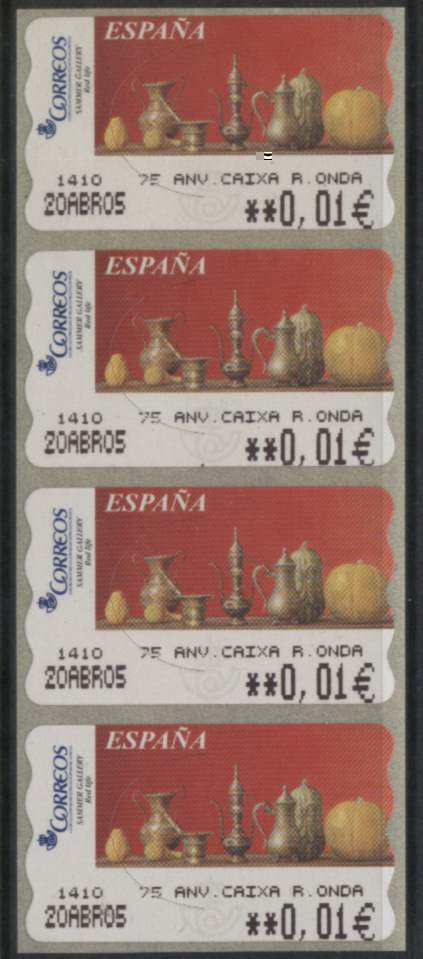 ESPAÑA
CORREOS
SAMMER GALLERY
Red life
1410 75 ANV.CAIXA R.ONDA
20ABR05 **0,01€
ESPAÑA
CORREOS
SAMMER GALLERY
Red life
1410 75 ANV.CAIXA R.ONDA
20ABR05 **0,01€
ESPAÑA
CORREOS
SAMMER GALLERY
Red life
1410 75 ANV.CAIXA R.ONDA
20ABR05 **0,01€
ESPAÑA
CORREOS
SAMMER GALLERY
Red life
1410 75 ANV.CAIXA R.ONDA
20ABR05 **0,01€